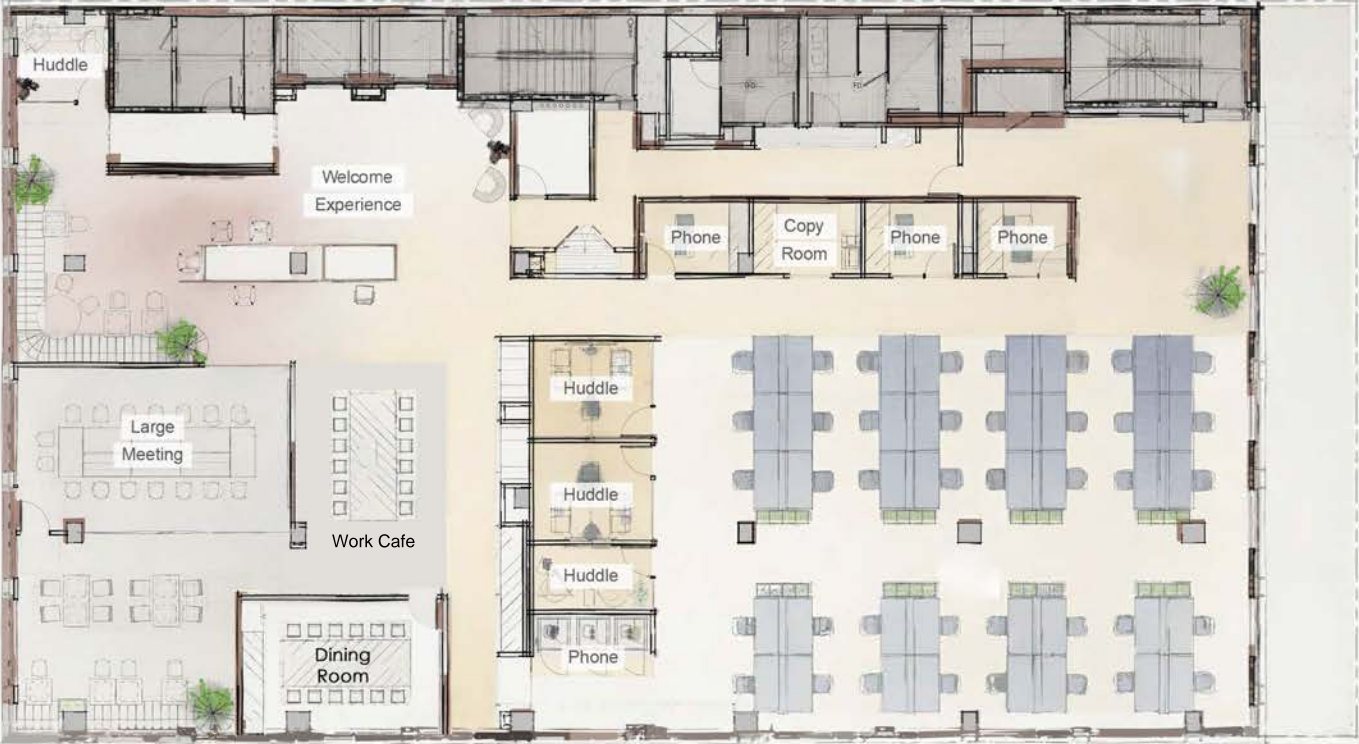 Huddle
Welcome
Experience
Phone
Copy
Room
Phone
Phone
Large
Meeting
Huddle
Huddle
Work Cafe
Huddle
Dining
Room
Phone